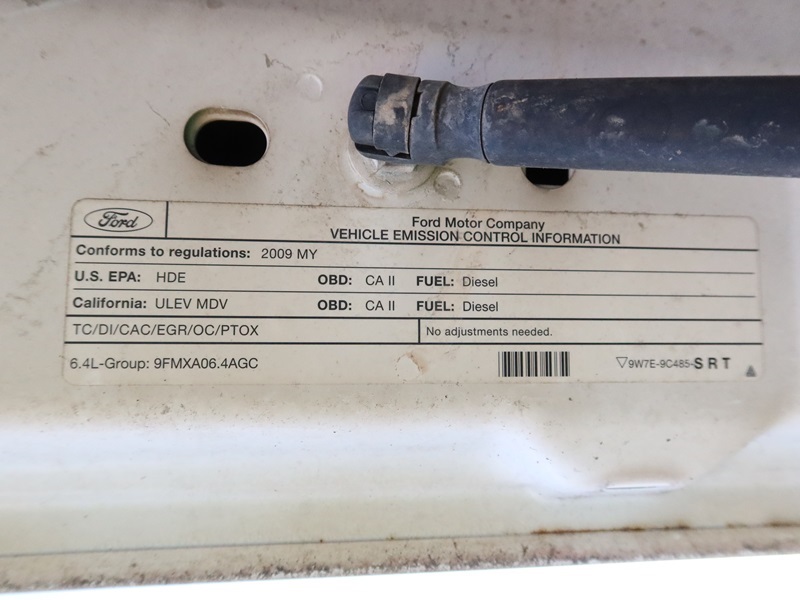 Ford
Ford Motor Company
VEHICLE EMISSION CONTROL INFORMATION
Conforms to regulations: 2009 MY
U.S. EPA: HDE OBD: CA II FUEL: Diesel
California: ULEV MDV OBD: CA II FUEL: Diesel
TC/DI/CAC/EGR/OC/PTOX No adjustments needed.
6.4L-Group: 9FMXA06.4AGC ▽9W7E-9C485-SRT